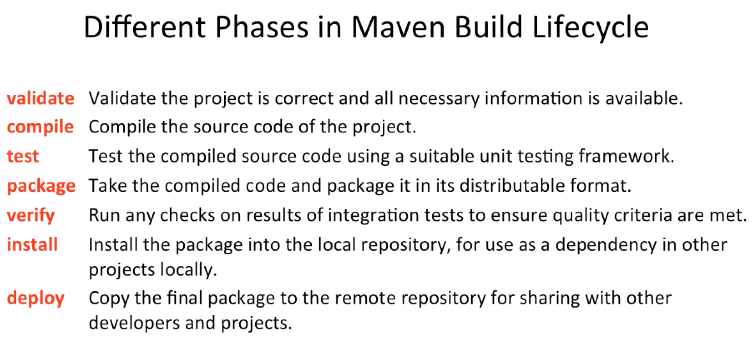 Different Phases in Maven Build Lifecycle
validate Validate the project is correct and all necessary information is available.
compile Compile the source code of the project.
test Test the compiled source code using a suitable unit testing framework.
package Take the compiled code and package it in its distributable format.
verify Run any checks on results of integration tests to ensure quality criteria are met.
install Install the package into the local repository, for use as a dependency in other
projects locally.
deploy Copy the final package to the remote repository for sharing with other
developers and projects.